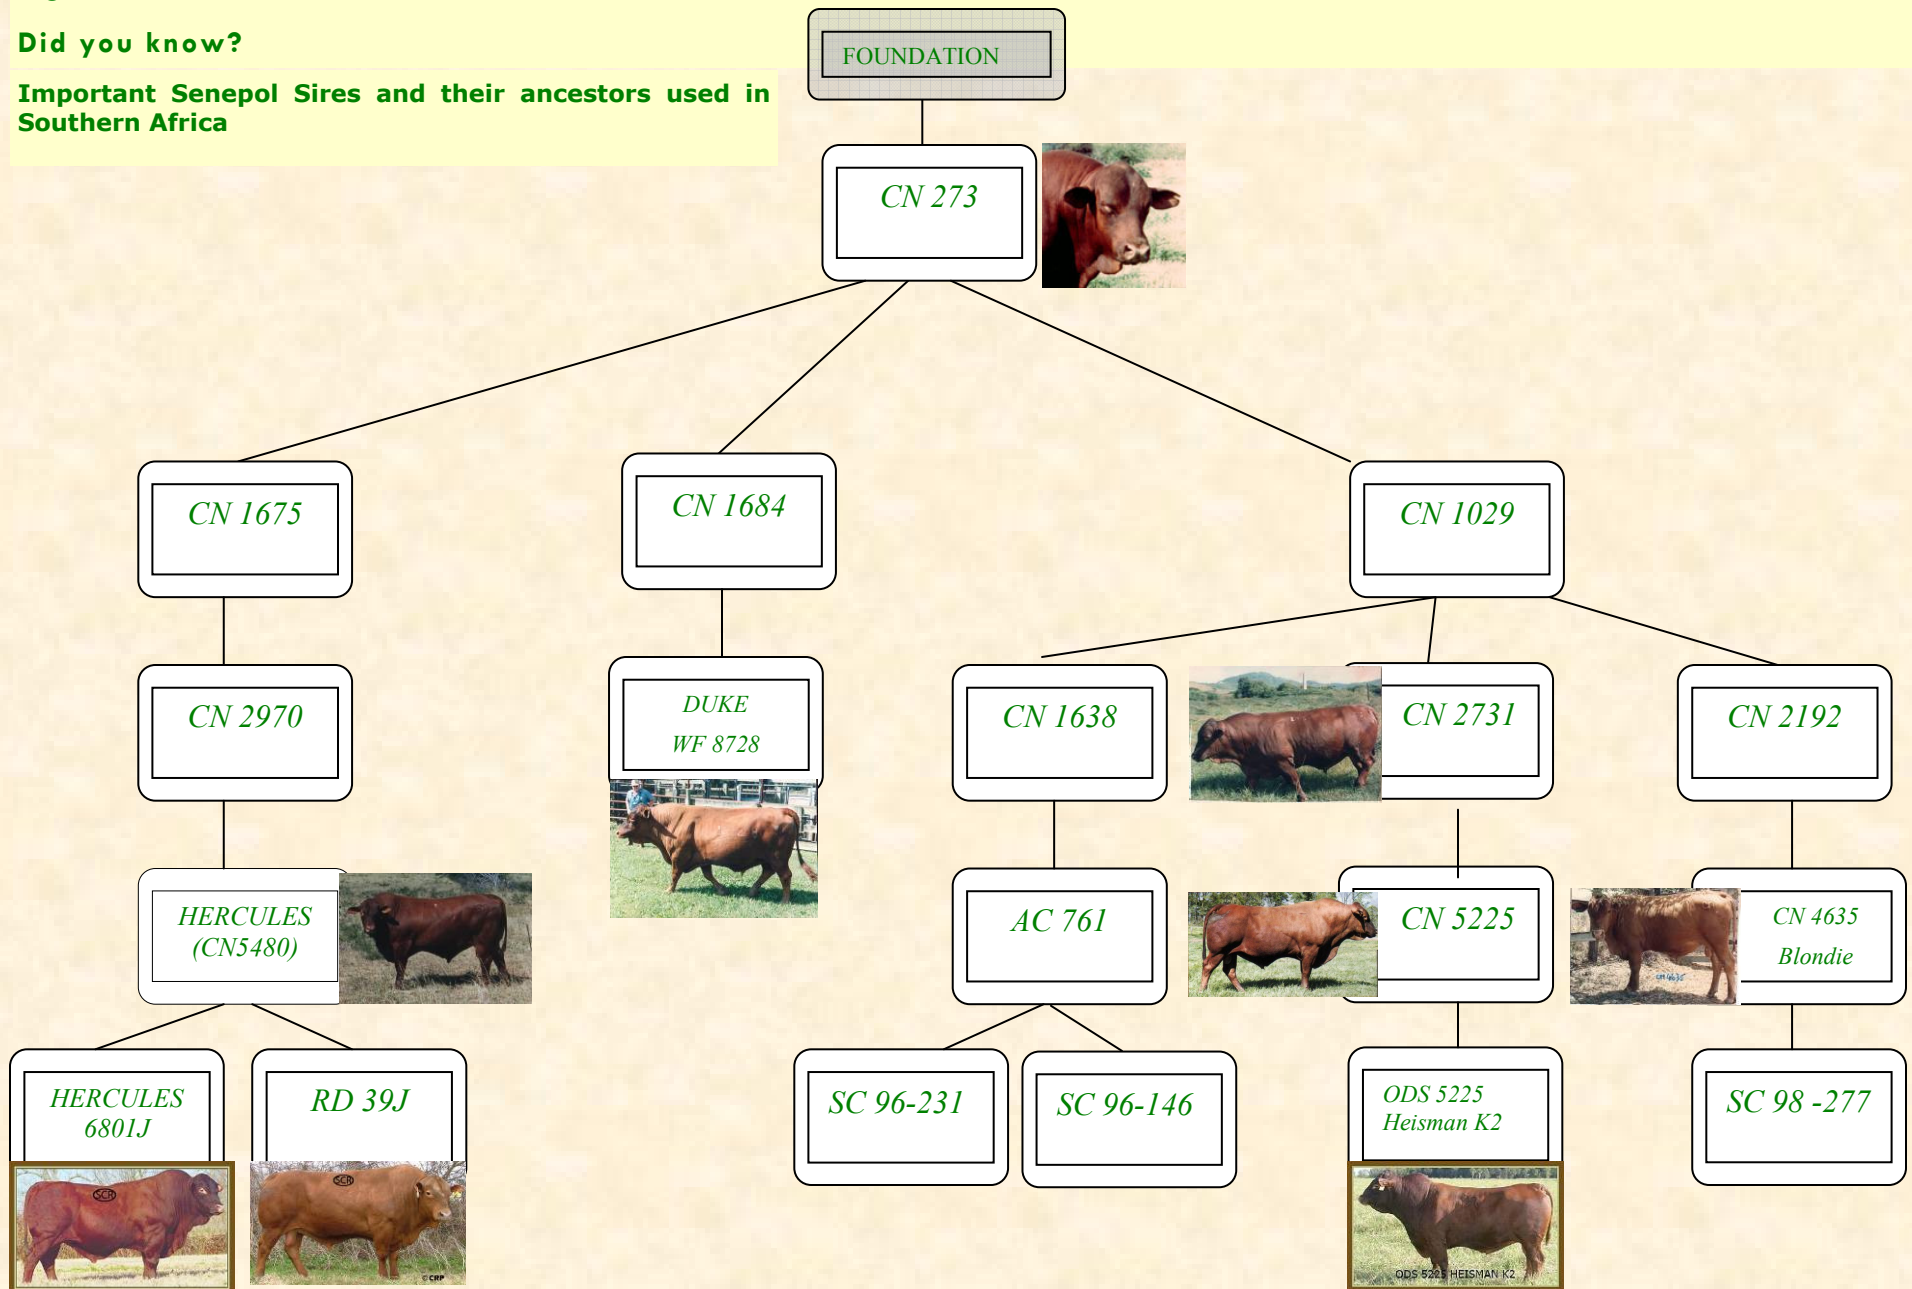 Did you know?
Important Senepol Sires and their ancestors used in
Southern Africa
FOUNDATION
CN 273
CN 1675
CN 1684
CN 1029
CN 2970
DUKE
WF 8728
CN 1638
CN 2731
CN 2192
HERCULES
(CN5480)
AC 761
CN 5225
CN 4635
Blondie
HERCULES
6801J
RD 39J
SC 96-231
SC 96-146
ODS 5225
Heisman K2
SC 98 -277
SCR
SCR
© CRP
ODS 5225 HEISMAN K2